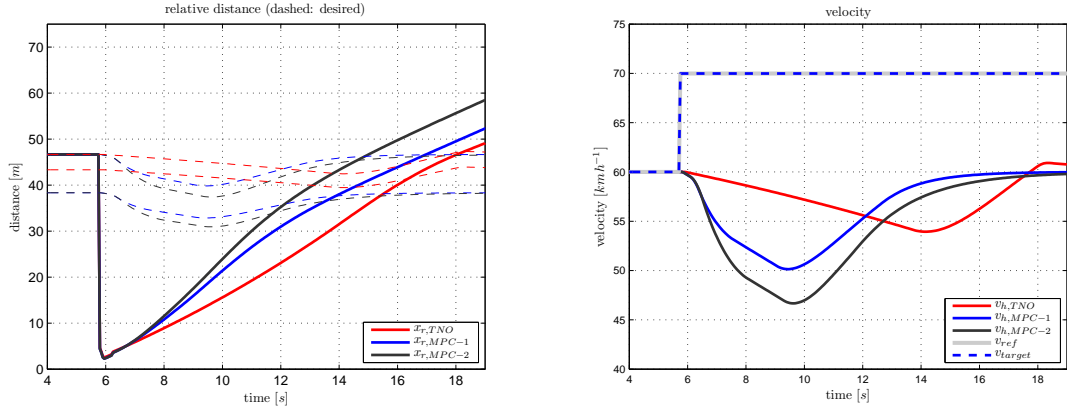 relative distance (dashed: desired)
70
60
50
40
30
20
10
0
distance [m]
4 6 8 10 12 14 16 18
time [s]
x_{r,TNO}
x_{r,MPC-1}
x_{r,MPC-2}
velocity
75
70
65
60
55
50
45
40
velocity [km h^{-1}]
4 6 8 10 12 14 16 18
time [s]
v_{h,TNO}
v_{h,MPC-1}
v_{h,MPC-2}
v_{ref}
v_{target}